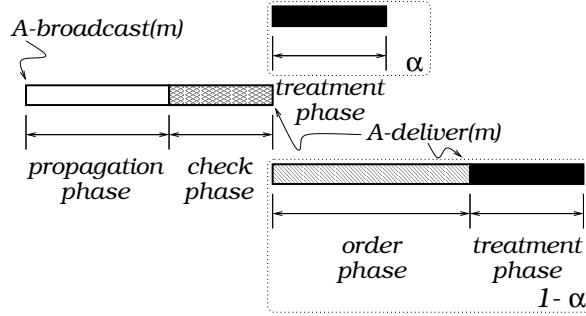 A-broadcast(m)
α
treatment
phase
A-deliver(m)
propagation
phase
check
phase
order
phase
treatment
phase
1- α